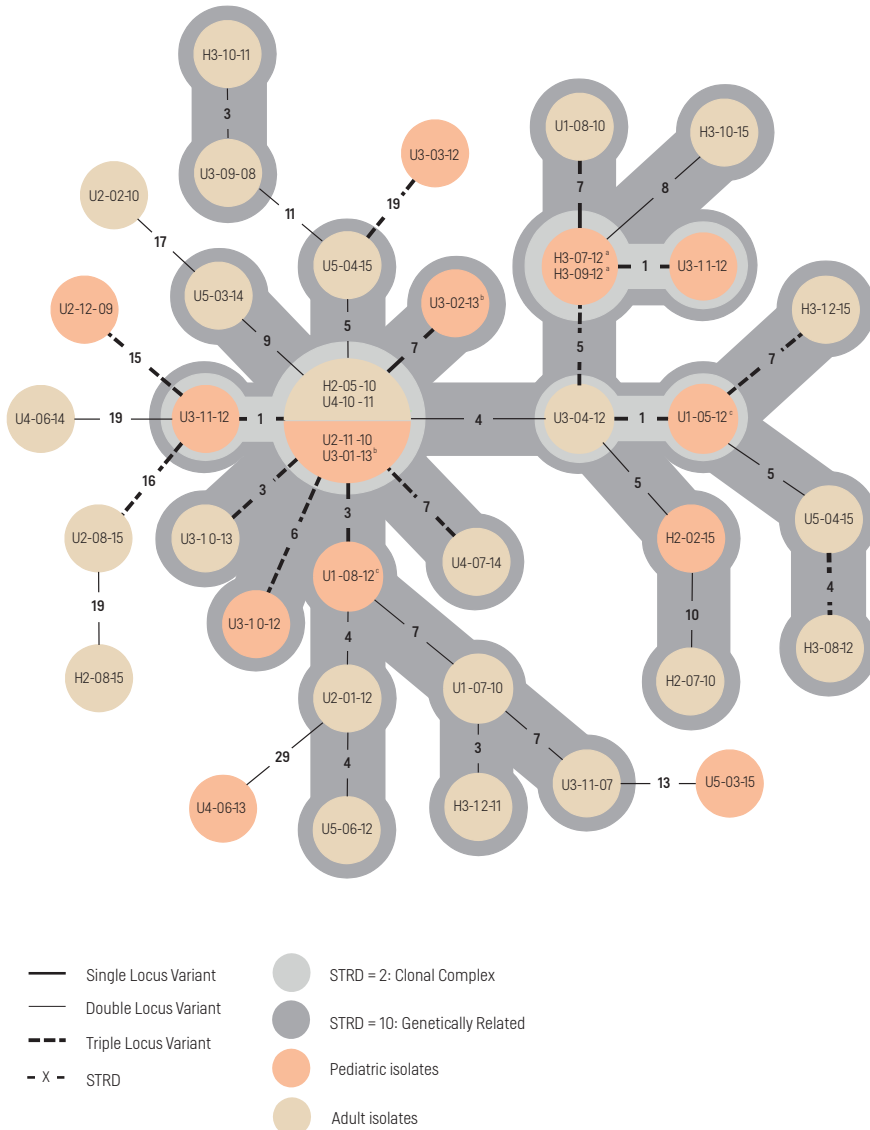 H3-10-11
3
U3-09-08
U3-03-12
U1-08-10
H3-10-15
U2-02-10
11
19
7
8
17
U5-04-15
H3-07-12ᵃ
H3-09-12ᵃ
1
U3-11-12
U2-12-09
U5-03-14
U3-02-13ᵇ
H3-12-15
5
7
9
5
7
15
H2-05-10
U4-10-11
U4-06-14
19
U3-11-12
1
4
U3-04-12
1
U1-05-12ᶜ
U2-11-10
U3-01-13ᵇ
16
3
7
5
5
3
6
U2-08-15
U3-10-13
U4-07-14
H2-02-15
U5-04-15
U1-08-12ᶜ
4
19
10
U3-10-12
4
7
H3-08-12
H2-08-15
U2-01-12
U1-07-10
H2-07-10
29
4
3
7
U4-06-13
U5-06-12
H3-12-11
U3-11-07
13
U5-03-15
Single Locus Variant
Double Locus Variant
Triple Locus Variant
X
STRD
STRD = 2: Clonal Complex
STRD = 10: Genetically Related
Pediatric isolates
Adult isolates